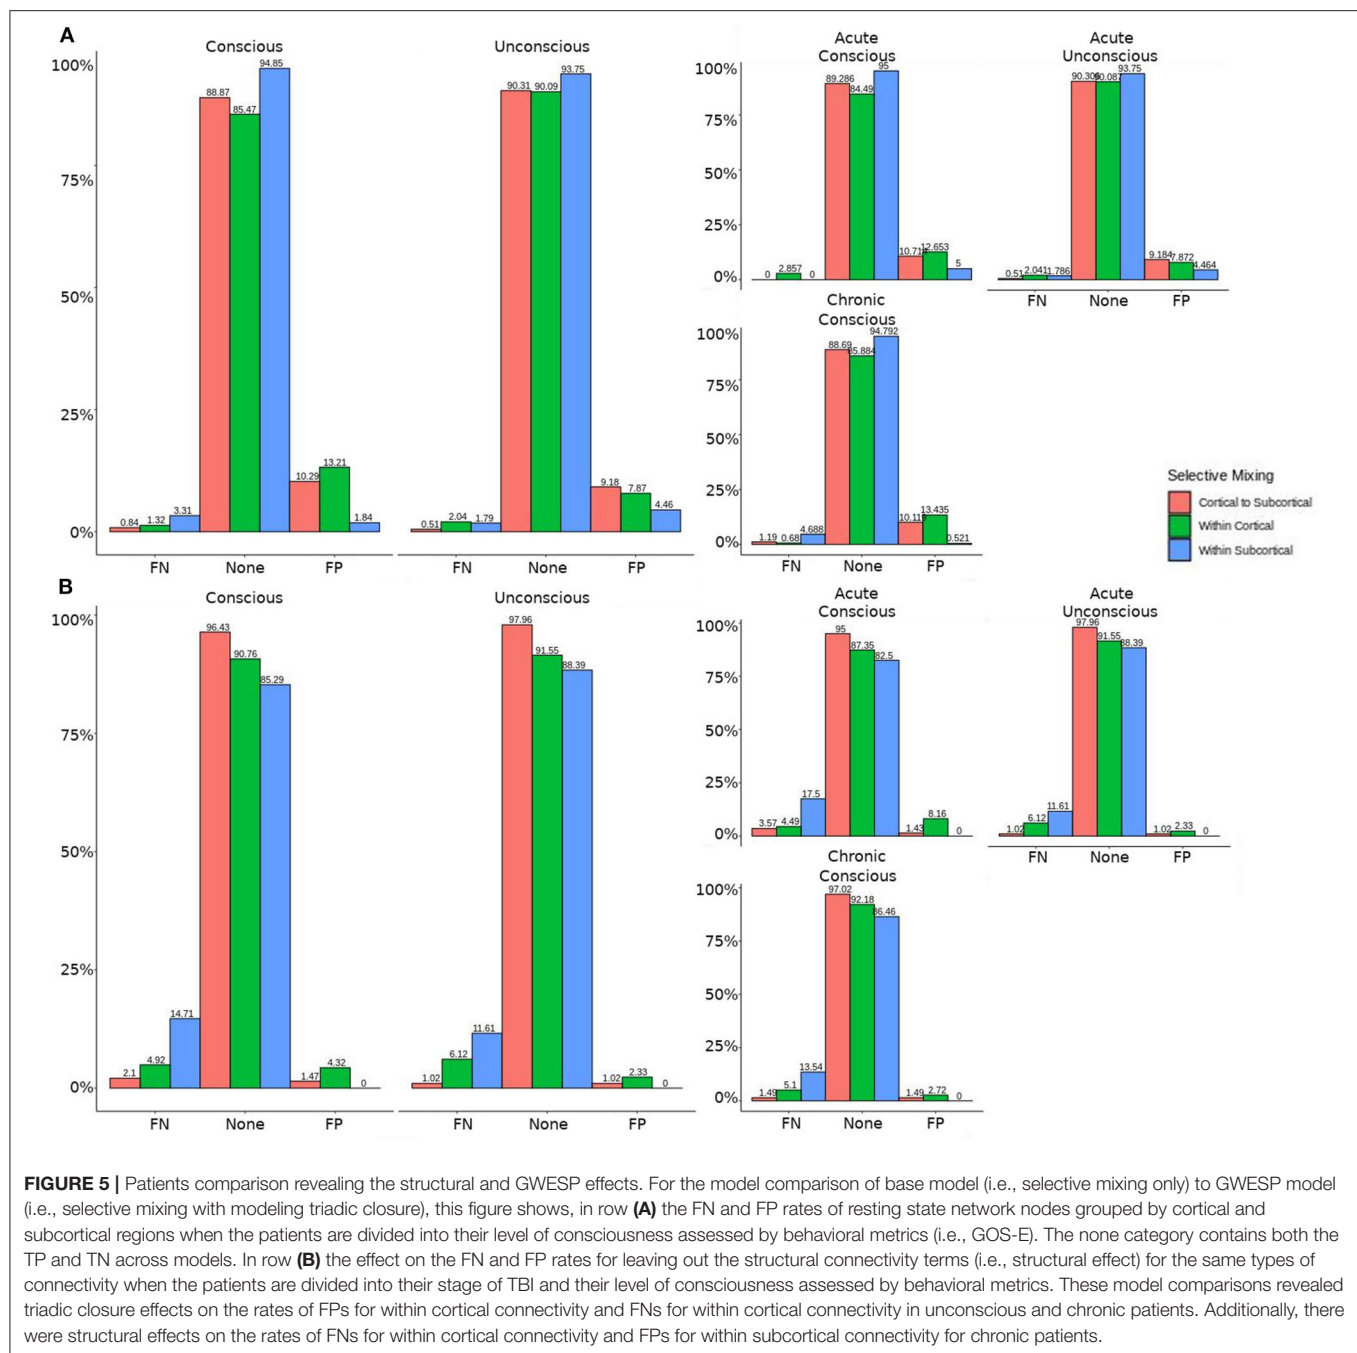 A
Conscious
100%
75%
50%
25%
0%
0.84 1.32 3.31
88.87 85.47 94.85
10.29 13.21 1.84
FN None FP
Unconscious
0.51 2.04 1.79
90.31 90.09 93.75
9.18 7.87 4.46
FN None FP
Acute
Conscious
100%
75%
50%
25%
0%
0 2.857 0
89.286 84.49 95
10.714 12.653 5
Acute
Unconscious
0.51 2.041 1.786
90.306 90.087 93.75
9.184 7.872 4.464
FN None FP
Chronic
Conscious
100%
75%
50%
25%
0%
1.19 0.68 4.688
88.69 85.884 94.792
10.119 13.435 0.521
FN None FP
Selective Mixing
Cortical to Subcortical
Within Cortical
Within Subcortical
B
Conscious
100%
75%
50%
25%
0%
2.1 4.92 14.71
96.43 90.76 85.29
1.47 4.32 0
FN None FP
Unconscious
1.02 6.12 11.61
97.96 91.55 88.39
1.02 2.33 0
FN None FP
Acute
Conscious
100%
75%
50%
25%
0%
3.57 4.49 17.5
95 87.35 82.5
1.43 8.16 0
Acute
Unconscious
1.02 6.12 11.61
97.96 91.55 88.39
1.02 2.33 0
FN None FP
Chronic
Conscious
100%
75%
50%
25%
0%
1.49 5.1 13.54
97.02 92.18 86.46
1.49 2.72 0
FN None FP
FIGURE 5 | Patients comparison revealing the structural and GWESP effects. For the model comparison of base model (i.e., selective mixing only) to GWESP model
(i.e., selective mixing with modeling triadic closure), this figure shows, in row (A) the FN and FP rates of resting state network nodes grouped by cortical and
subcortical regions when the patients are divided into their level of consciousness assessed by behavioral metrics (i.e., GOS-E). The none category contains both the
TP and TN across models. In row (B) the effect on the FN and FP rates for leaving out the structural connectivity terms (i.e., structural effect) for the same types of
connectivity when the patients are divided into their stage of TBI and their level of consciousness assessed by behavioral metrics. These model comparisons revealed
triadic closure effects on the rates of FPs for within cortical connectivity and FNs for within cortical connectivity in unconscious and chronic patients. Additionally, there
were structural effects on the rates of FNs for within cortical connectivity and FPs for within subcortical connectivity for chronic patients.